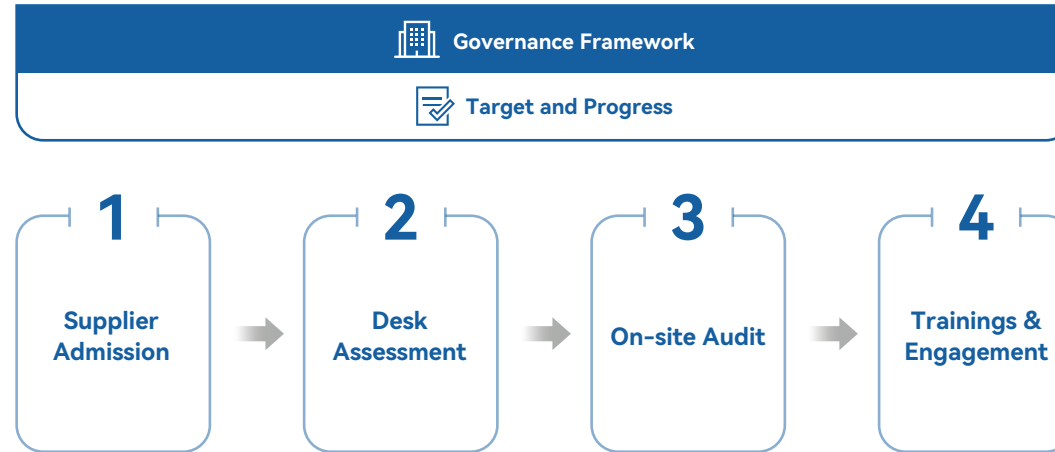 Governance Framework
Target and Progress
1
Supplier
Admission
2
Desk
Assessment
3
On-site Audit
4
Trainings &
Engagement